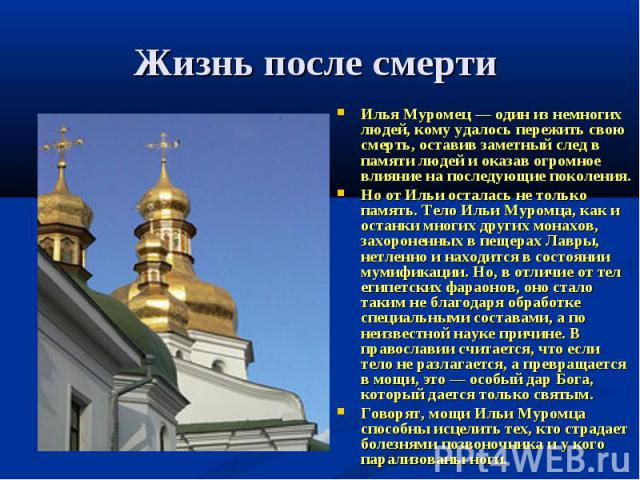 Жизнь после смерти
Илья Муромец — один из немногих
людей, кому удалось пережить свою
смерть, оставив заметный след в
памяти людей и оказав огромное
влияние на последующие поколения.
Но от Ильи осталась не только
память. Тело Ильи Муромца, как и
останки многих других монахов,
захороненных в пещерах Лавры,
нетленно и находится в состоянии
мумификации. Но, в отличие от тел
египетских фараонов, оно стало
таким не благодаря обработке
специальными составами, а по
неизвестной науке причине. В
православии считается, что если
тело не разлагается, а превращается
в мощи, это — особый дар Бога,
который дается только святым.
Говорят, мощи Ильи Муромца
способны исцелить тех, кто страдает
болезнями позвоночника и у кого
парализованы ноги.
PPt4WEB.ru